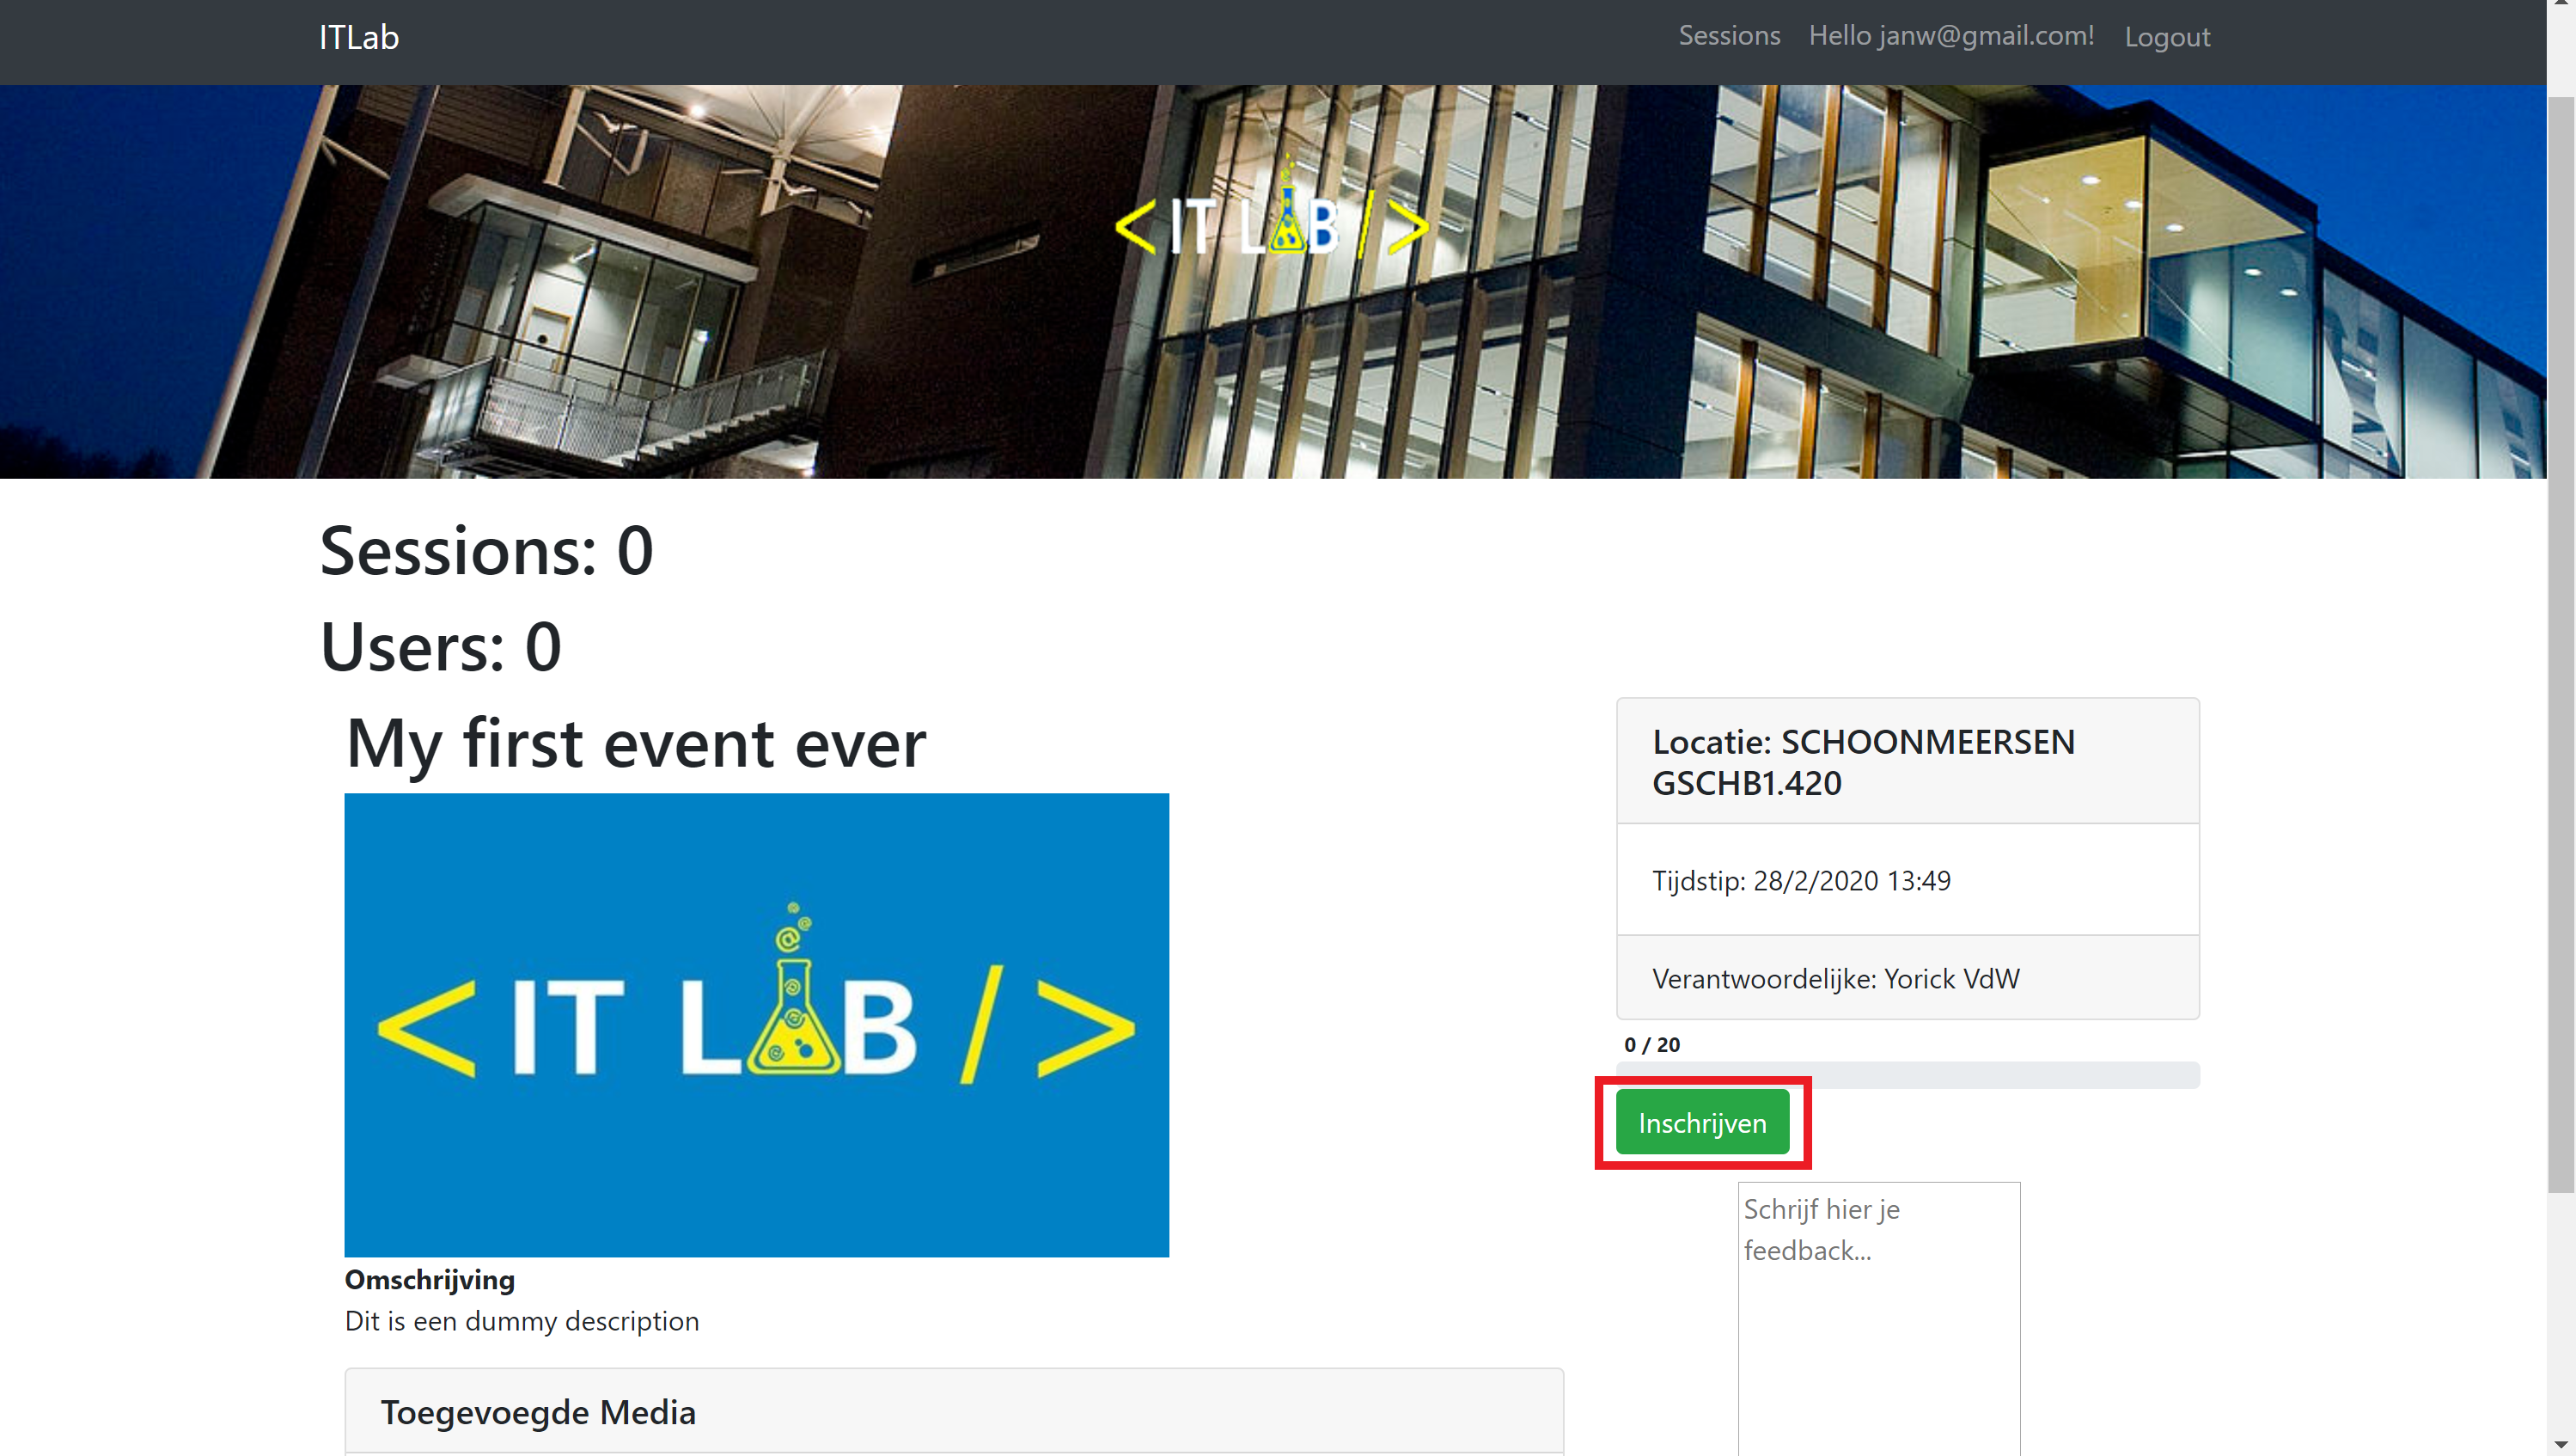 ITLab
Sessions Hello janw@gmail.com! Logout
< IT LAB />
Sessions: 0
Users: 0
My first event ever
< IT LAB />
Omschrijving
Dit is een dummy description
Toegevoegde Media
Locatie: SCHOONMEERSEN
GSCHB1.420
Tijdstip: 28/2/2020 13:49
Verantwoordelijke: Yorick VdW
0 / 20
Inschrijven
Schrijf hier je
feedback...